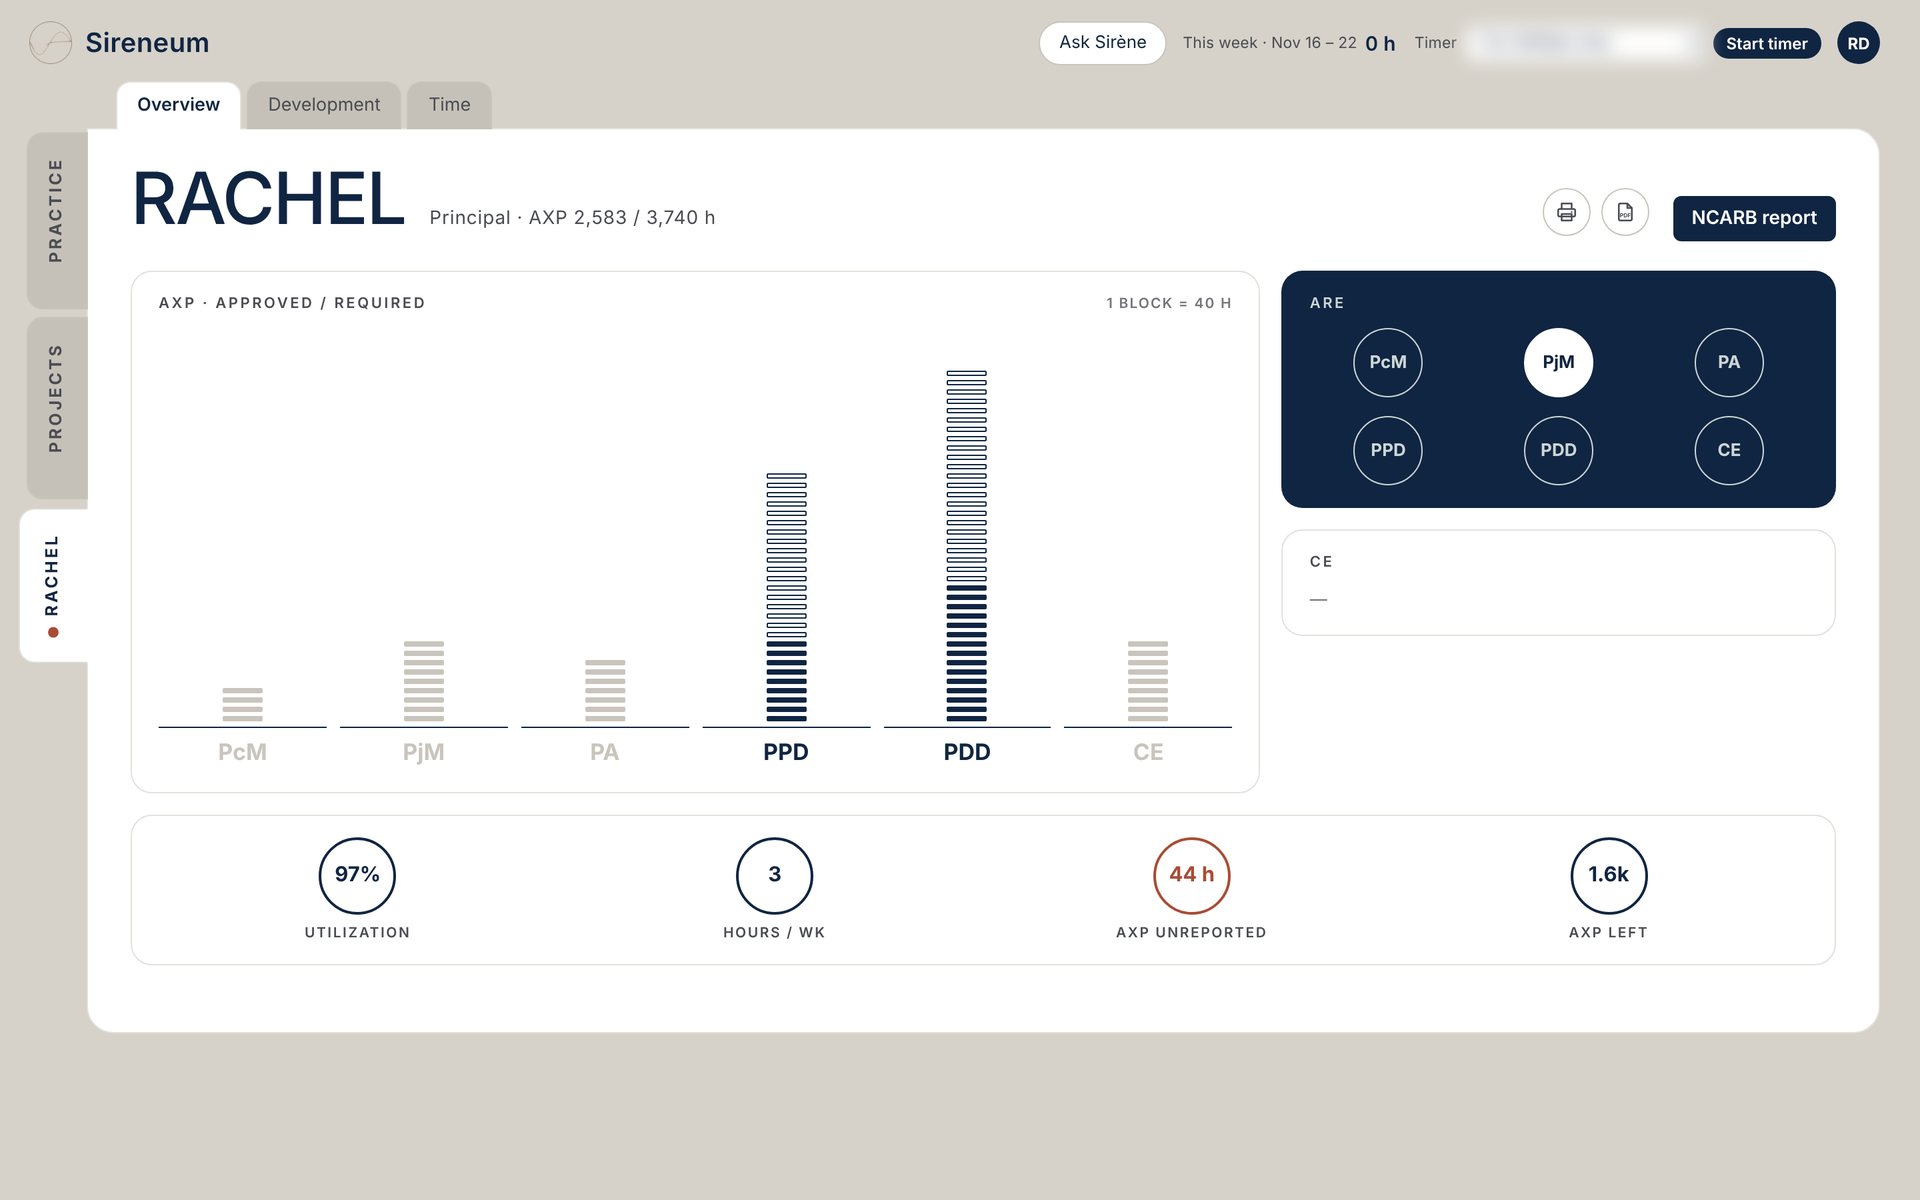 Sireneum
Ask Sirène
This week · Nov 16 – 22 0 h
Timer
Start timer
RD
Overview
Development
Time
PRACTICE
PROJECTS
RACHEL
RACHEL
Principal · AXP 2,583 / 3,740 h
PDF
NCARB report
AXP · APPROVED / REQUIRED
1 BLOCK = 40 H
PcM
PjM
PA
PPD
PDD
CE
ARE
PcM
PjM
PA
PPD
PDD
CE
CE
—
97%
UTILIZATION
3
HOURS / WK
44 h
AXP UNREPORTED
1.6k
AXP LEFT